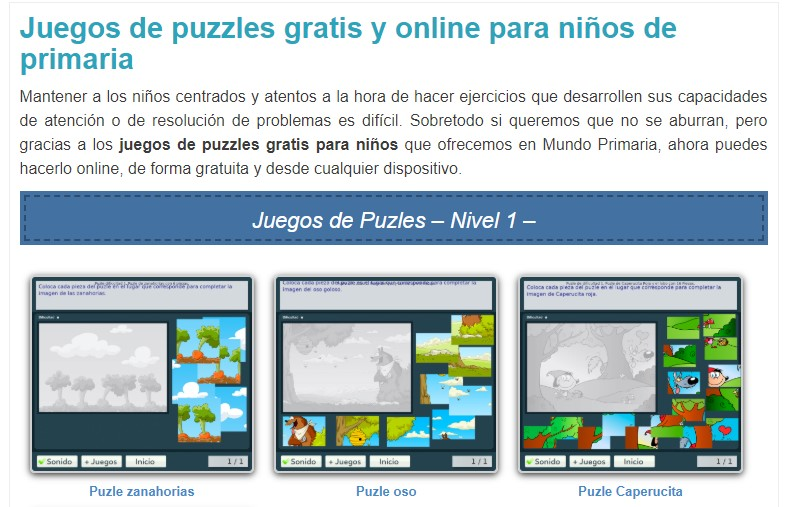 Juegos de puzzles gratis y online para niños de
primaria
Mantener a los niños centrados y atentos a la hora de hacer ejercicios que desarrollen sus capacidades
de atención o de resolución de problemas es difícil. Sobretodo si queremos que no se aburran, pero
gracias a los juegos de puzzles gratis para niños que ofrecemos en Mundo Primaria, ahora puedes
hacerlo online, de forma gratuita y desde cualquier dispositivo.
Juegos de Puzles – Nivel 1 –
Coloca cada pieza del puzle en el lugar que corresponde para completar la
imagen de las zanahorias.
Sonido + Juegos Inicio 1 / 1
Puzle zanahorias
Coloca cada pieza del puzle en el lugar que corresponde para completar la
imagen del oso goloso.
Sonido + Juegos Inicio 1 / 1
Puzle oso
Coloca cada pieza del puzle en el lugar que corresponde para completar la
imagen de Caperucita roja.
Sonido + Juegos Inicio 1 / 1
Puzle Caperucita